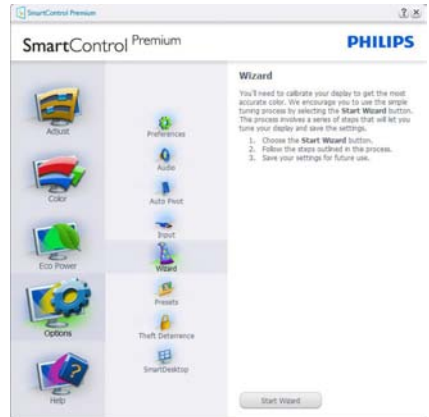 SmartControl Premium
SmartControl Premium
PHILIPS
Adjust
Color
Eco Power
Options
Help
Preferences
Audio
Auto Pivot
Input
Wizard
Presets
Theft Deterrence
SmartDesktop
Wizard
You'll need to calibrate your display to get the most
accurate color. We encourage you to use the simple
tuning process by selecting the Start Wizard button.
The process involves a series of steps that will let you
tune your display and save the settings.
1. Choose the Start Wizard button.
2. Follow the steps outlined in the process.
3. Save your settings for future use.
Start Wizard